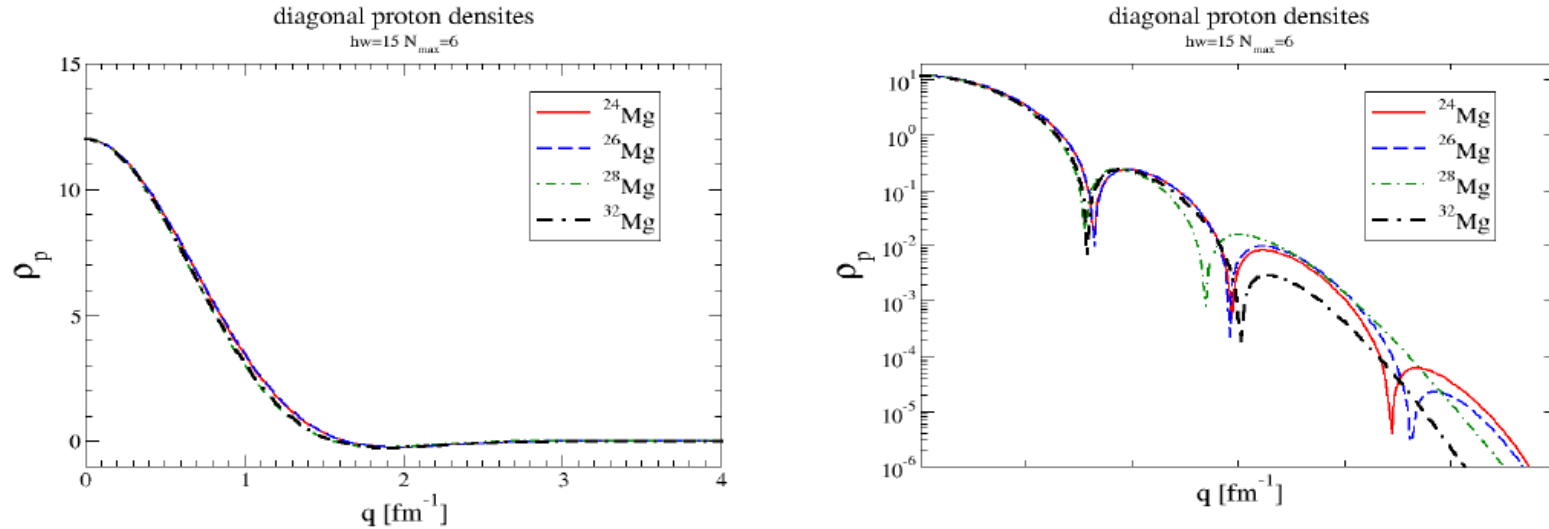 diagonal proton densites
hw=15 N_max=6
15
10
5
0
ρ_p
0
1
2
3
4
q [fm^-1]
^24Mg
^26Mg
^28Mg
^32Mg
diagonal proton densites
hw=15 N_max=6
10^1
10^0
10^-1
10^-2
10^-3
10^-4
10^-5
10^-6
ρ_p
q [fm^-1]
^24Mg
^26Mg
^28Mg
^32Mg